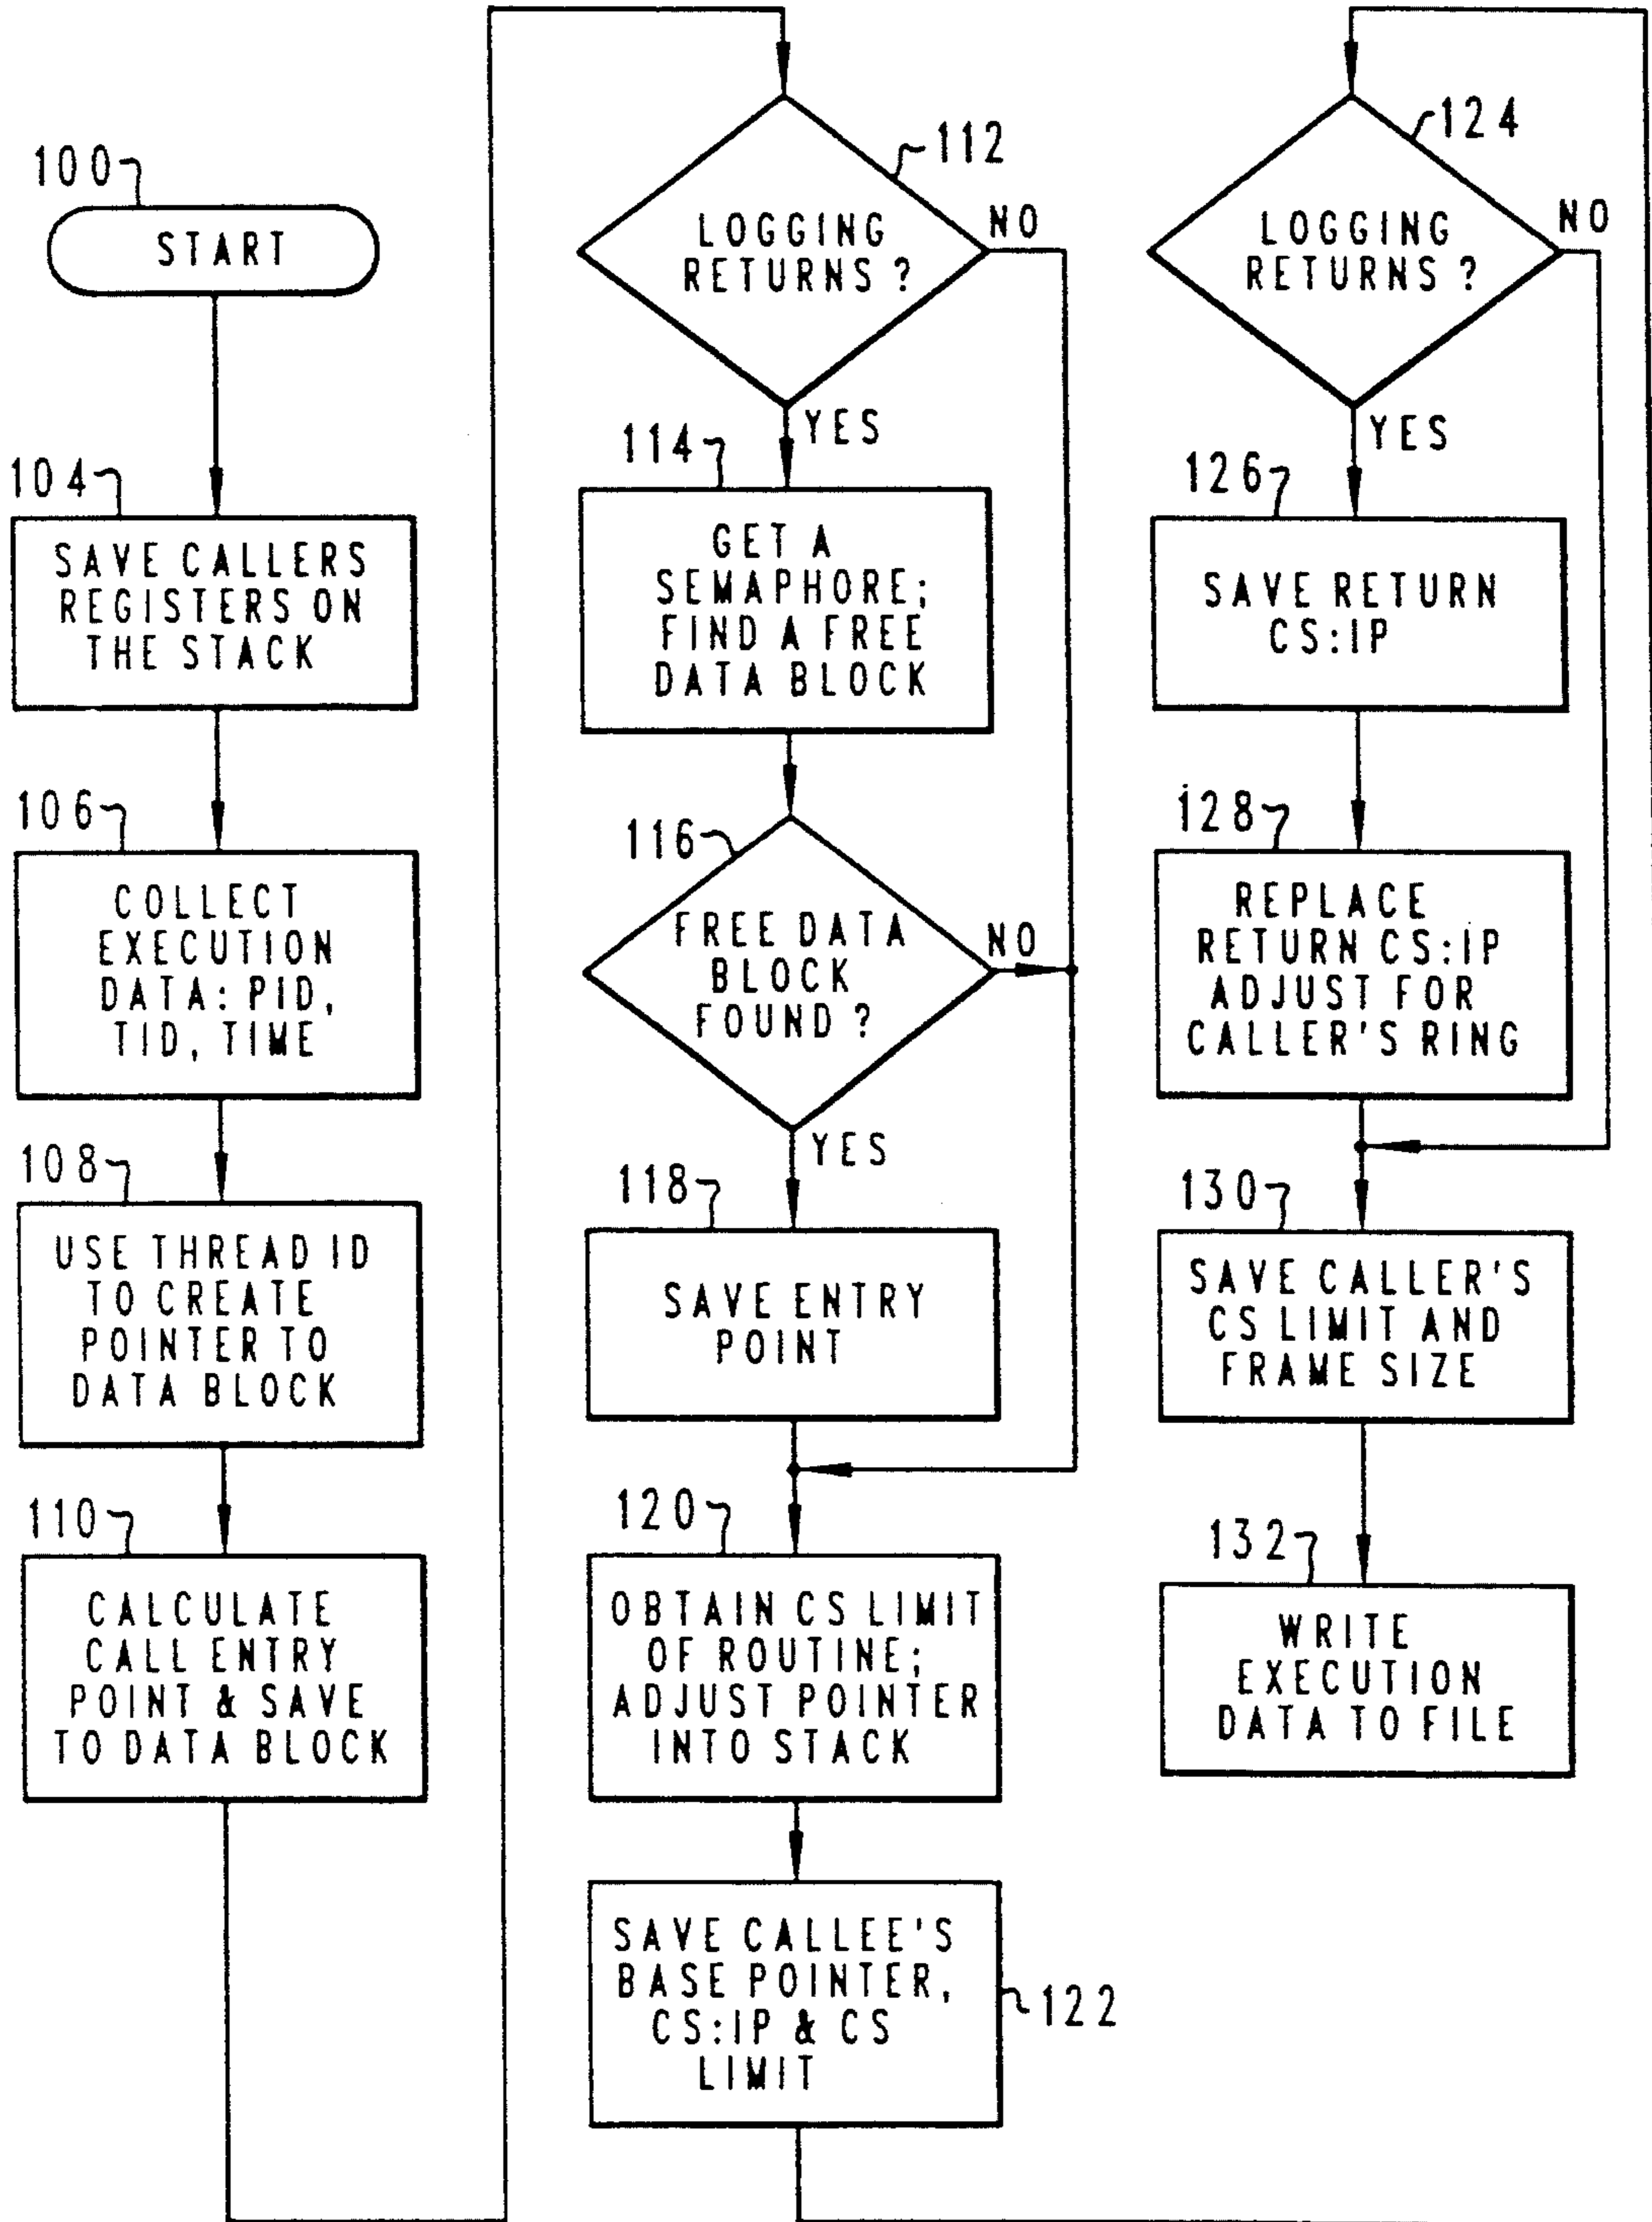 100
START
104
SAVE CALLERS
REGISTERS ON
THE STACK
106
COLLECT
EXECUTION
DATA: PID,
TID, TIME
108
USE THREAD ID
TO CREATE
POINTER TO
DATA BLOCK
110
CALCULATE
CALL ENTRY
POINT & SAVE
TO DATA BLOCK
112
LOGGING
RETURNS ?
NO
YES
114
GET A
SEMAPHORE;
FIND A FREE
DATA BLOCK
116
FREE DATA
BLOCK
FOUND ?
NO
YES
118
SAVE ENTRY
POINT
120
OBTAIN CS LIMIT
OF ROUTINE;
ADJUST POINTER
INTO STACK
SAVE CALLEE'S
BASE POINTER,
CS:IP & CS
LIMIT
122
124
LOGGING
RETURNS ?
NO
YES
126
SAVE RETURN
CS:IP
128
REPLACE
RETURN CS:IP
ADJUST FOR
CALLER'S RING
130
SAVE CALLER'S
CS LIMIT AND
FRAME SIZE
132
WRITE
EXECUTION
DATA TO FILE